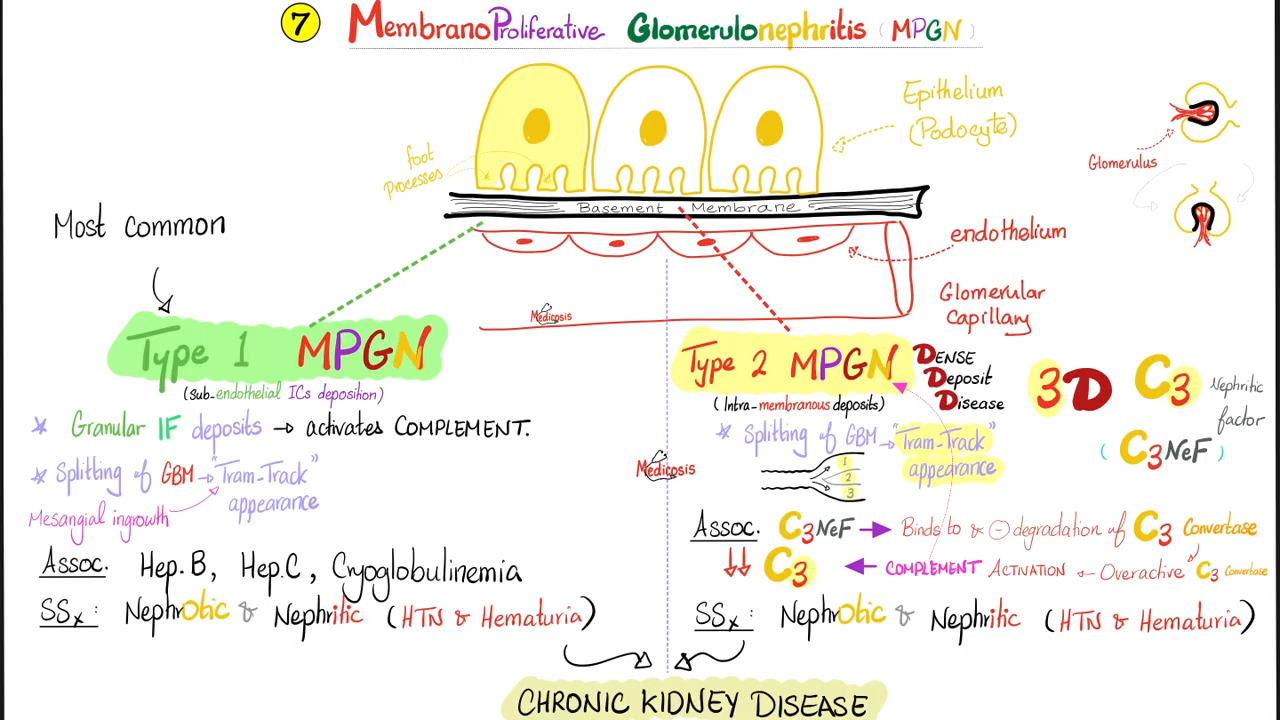 7 MembranoProliferative Glomerulonephritis (MPGN)
Epithelium
(Podocyte)
foot
processes
Basement Membrane
Glomerulus
endothelium
Glomerular
Capillary
Medicosis
Most common
Type 1 MPGN
(Sub-endothelial ICs deposition)
* Granular IF deposits → activates COMPLEMENT.
* Splitting of GBM → "Tram-Track"
appearance
Mesangial ingrowth
Assoc. Hep.B, Hep.C, Cryoglobulinemia
SSx: NephrOtic & Nephritic (HTN & Hematuria)
Type 2 MPGN
(Intra-membranous deposits)
DENSE
Deposit
Disease
3D
C3 Nephritic
factor
(C3NeF)
* Splitting of GBM → "Tram-Track"
appearance
1
2
3
Medicosis
Assoc. C3NeF → Binds to & ⊖ degradation of C3 Convertase
↓↓ C3 ← COMPLEMENT ACTIVATION ← Overactive C3 Convertase
SSx: NephrOtic & Nephritic (HTN & Hematuria)
CHRONIC KIDNEY DISEASE